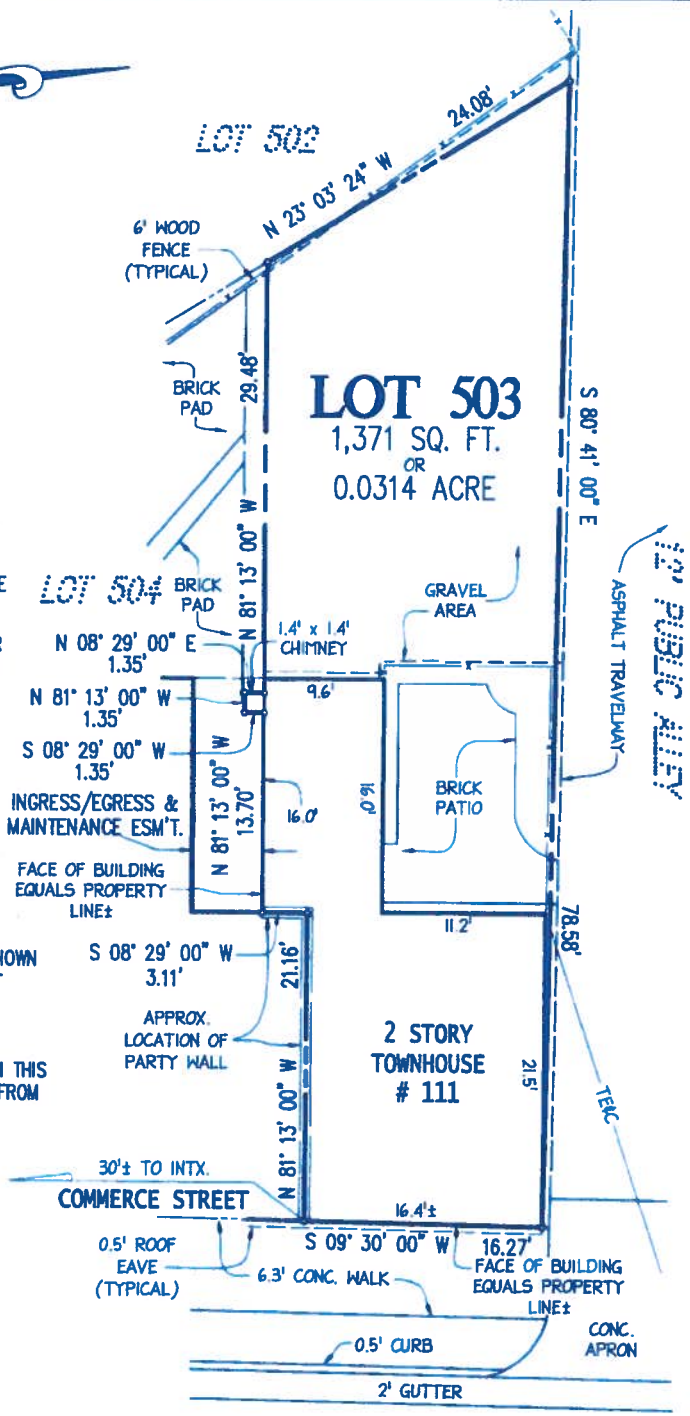 LOT 502
24.08'
N 23° 03' 24" W
6' WOOD
FENCE
(TYPICAL)
BRICK
PAD
29.48'
LOT 503
1,371 SQ. FT.
OR
0.0314 ACRE
S 80° 41' 00" E
12' PUBLIC ALLEY
ASPHALT TRAVELWAY
N 81° 13' 00" W
LOT 504
BRICK
PAD
GRAVEL
AREA
1.4' x 1.4'
CHIMNEY
N 08° 29' 00" E
1.35'
9.6'
N 81° 13' 00" W
1.35'
S 08° 29' 00" W
1.35'
N 81° 13' 00" W
13.70'
16.0'
16.0'
BRICK
PATIO
INGRESS/EGRESS &
MAINTENANCE ESM'T.
FACE OF BUILDING
EQUALS PROPERTY
LINE±
11.2'
78.58'
S 08° 29' 00" W
3.11'
21.16'
N 81° 13' 00" W
APPROX.
LOCATION OF
PARTY WALL
2 STORY
TOWNHOUSE
# 111
21.5'
THIS
FROM
30'± TO INTX.
COMMERCE STREET
16.4'±
S 09° 30' 00" W
16.27'
0.5' ROOF
EAVE
(TYPICAL)
6.3' CONC. WALK
FACE OF BUILDING
EQUALS PROPERTY
LINE±
CONC.
APRON
0.5' CURB
2' GUTTER